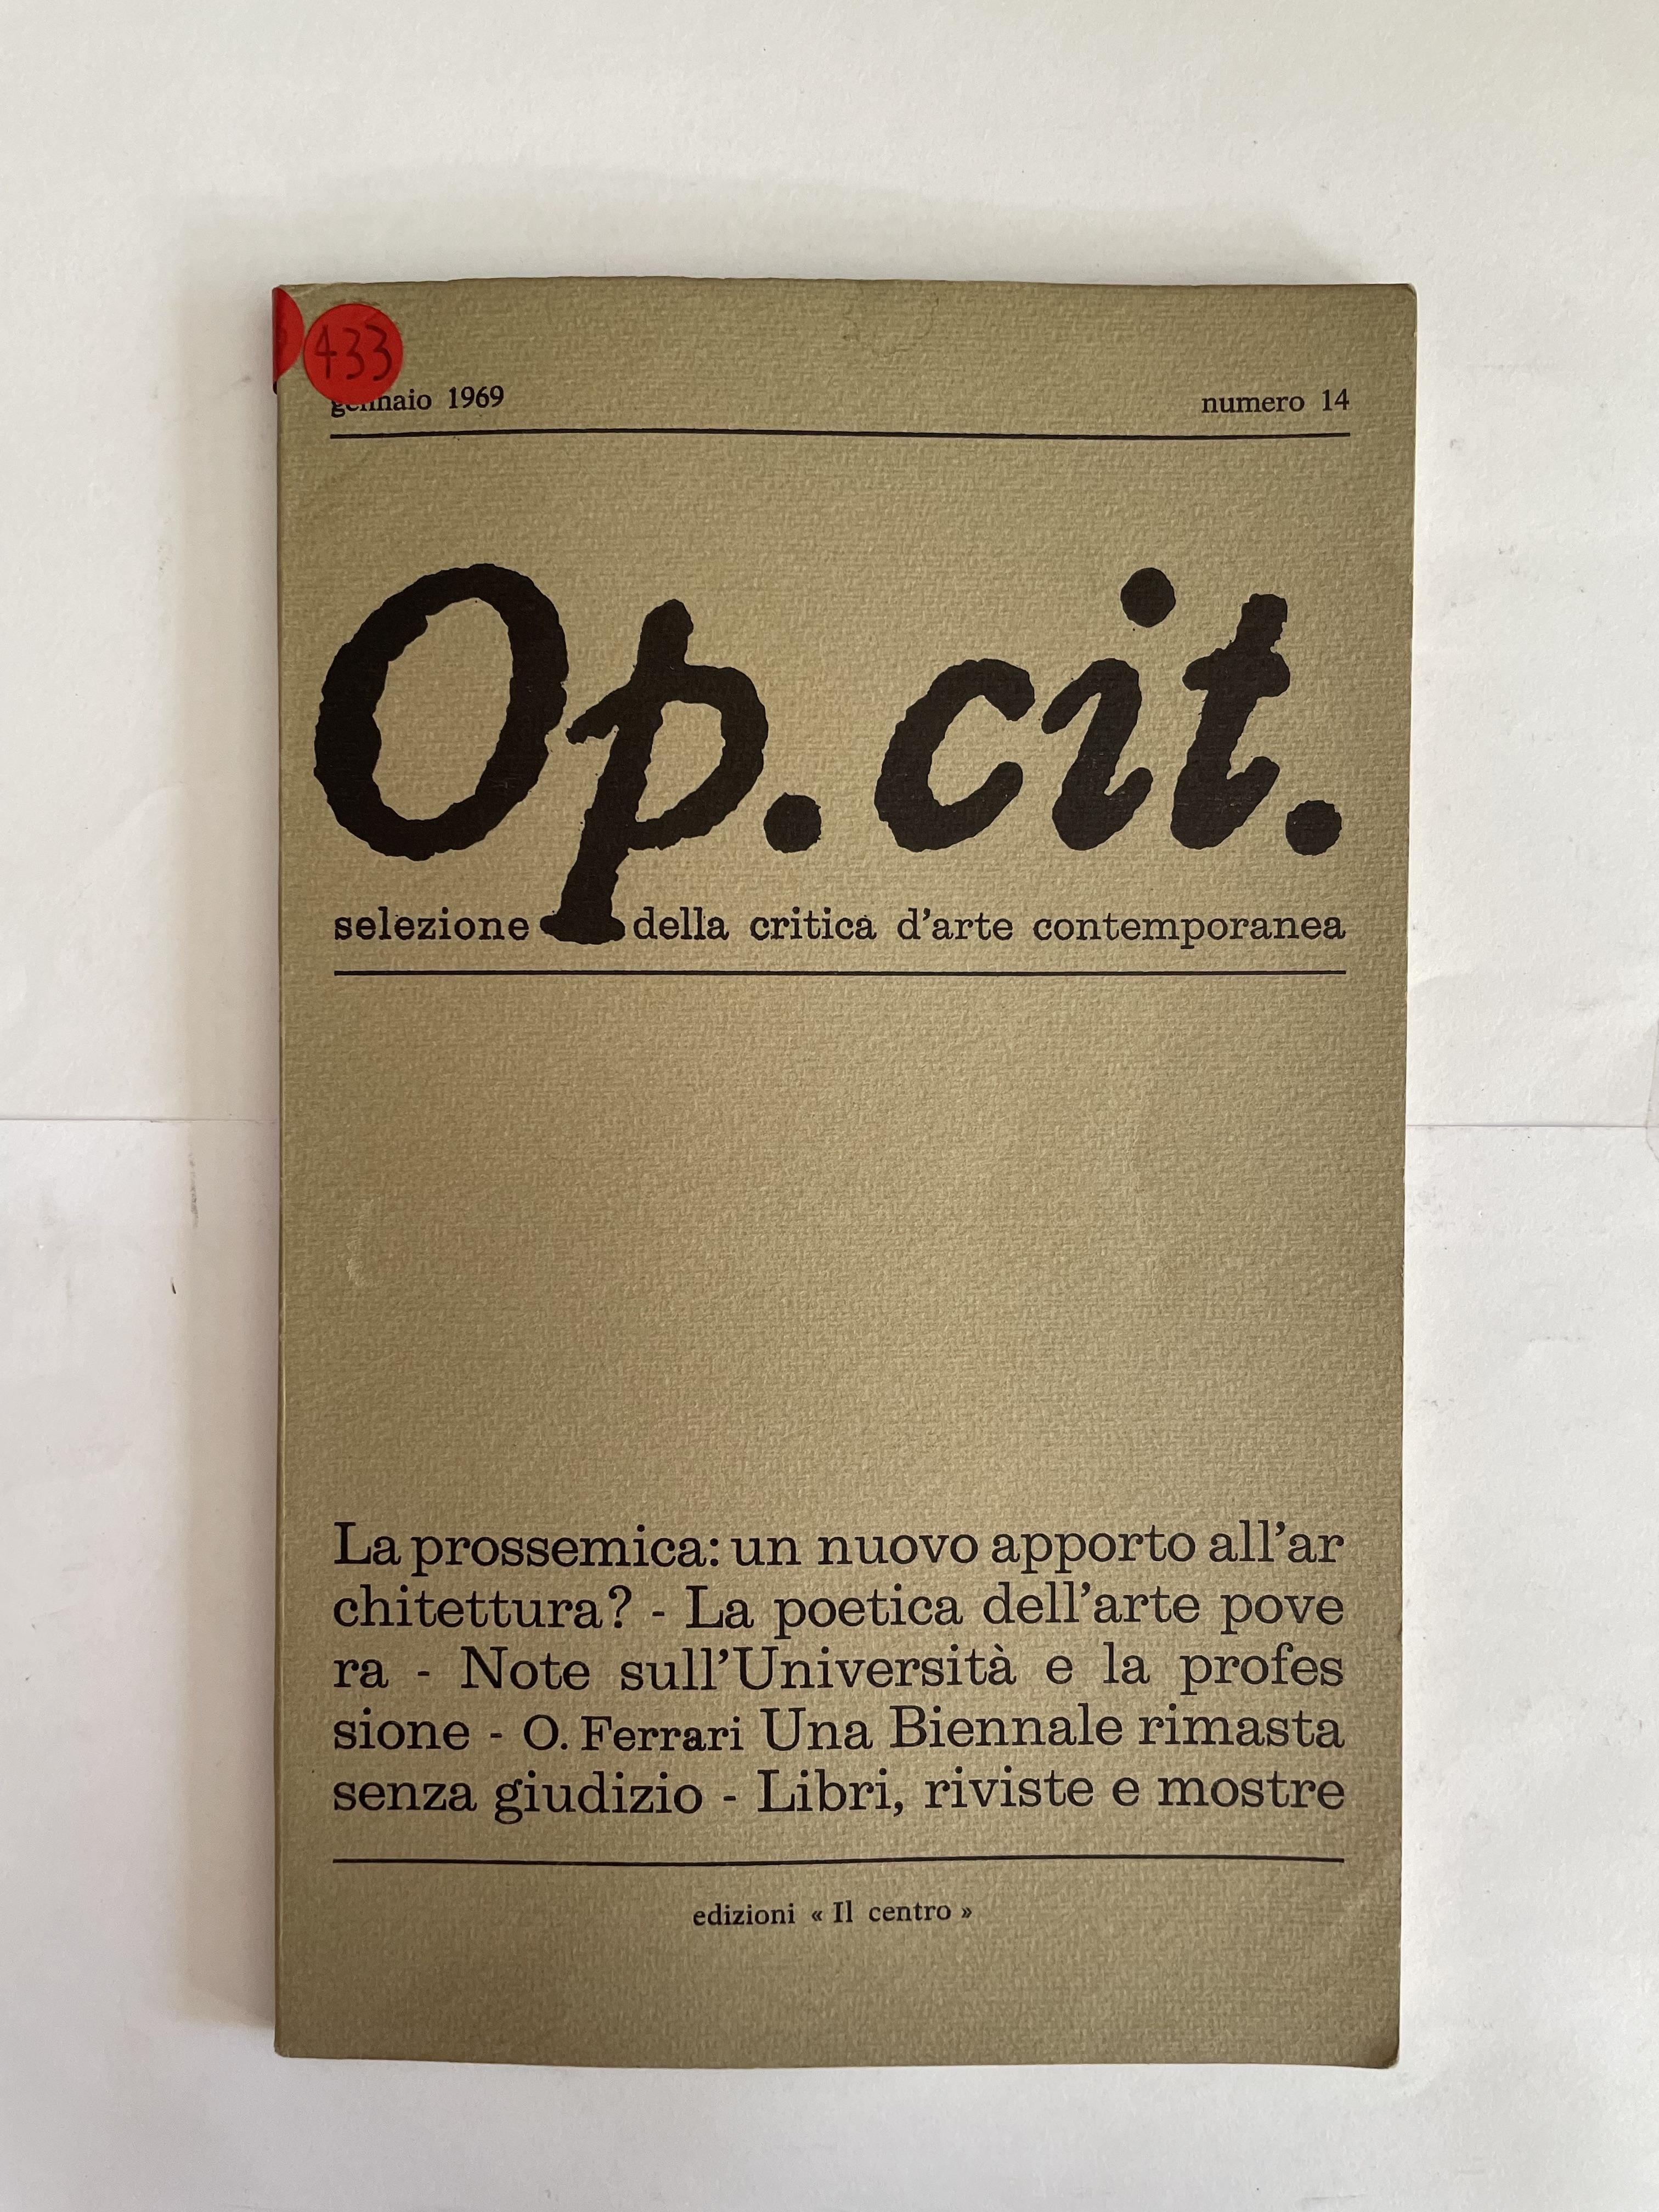 433
gennaio 1969
numero 14
Op. cit.
selezione della critica d'arte contemporanea
La prossemica: un nuovo apporto all'ar
chitettura? - La poetica dell'arte pove
ra - Note sull'Università e la profes
sione - O. Ferrari Una Biennale rimasta
senza giudizio - Libri, riviste e mostre
edizioni « Il centro »